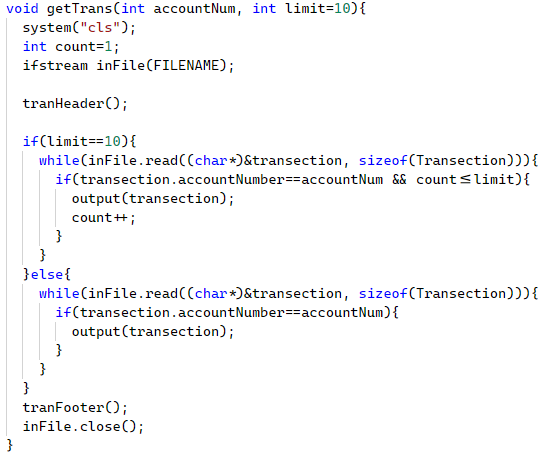 void getTrans(int accountNum, int limit=10){
  system("cls");
  int count=1;
  ifstream inFile(FILENAME);

  tranHeader();

  if(limit==10){
    while(inFile.read((char*)&transection, sizeof(Transection))){
      if(transection.accountNumber==accountNum && count<=limit){
        output(transection);
        count++;
      }
    }
  }else{
    while(inFile.read((char*)&transection, sizeof(Transection))){
      if(transection.accountNumber==accountNum){
        output(transection);
      }
    }
  }
  tranFooter();
  inFile.close();
}